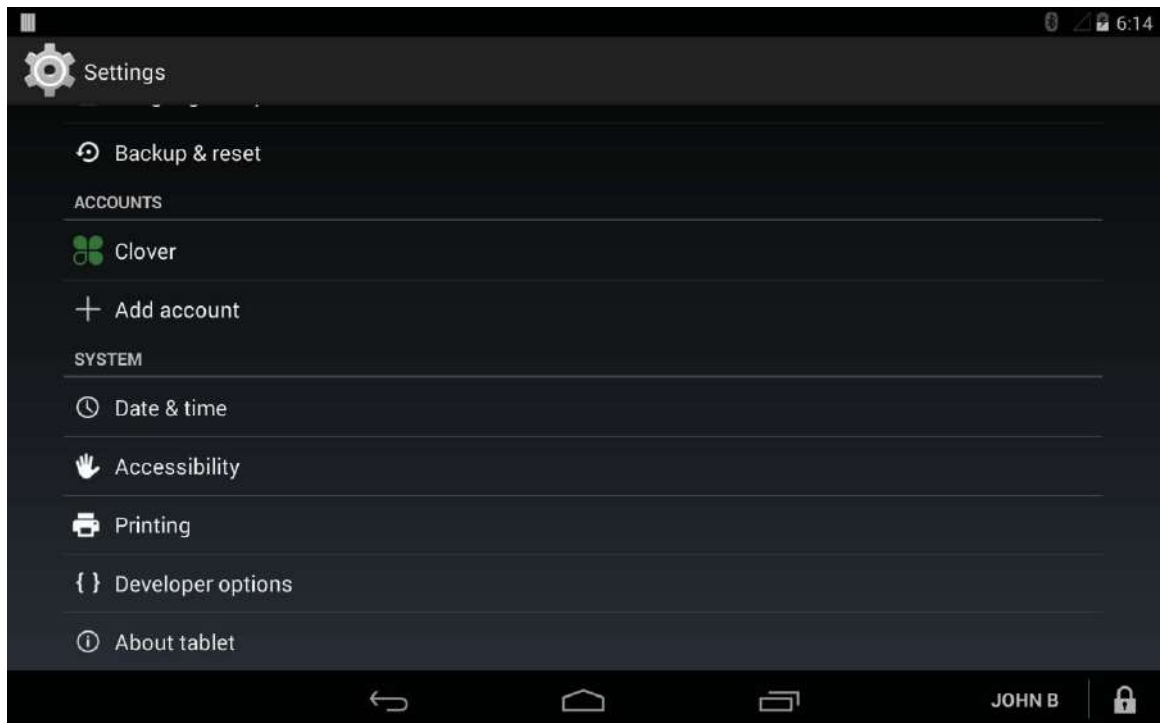 6:14
Settings
Backup & reset
ACCOUNTS
Clover
Add account
SYSTEM
Date & time
Accessibility
Printing
{ } Developer options
About tablet
JOHN B